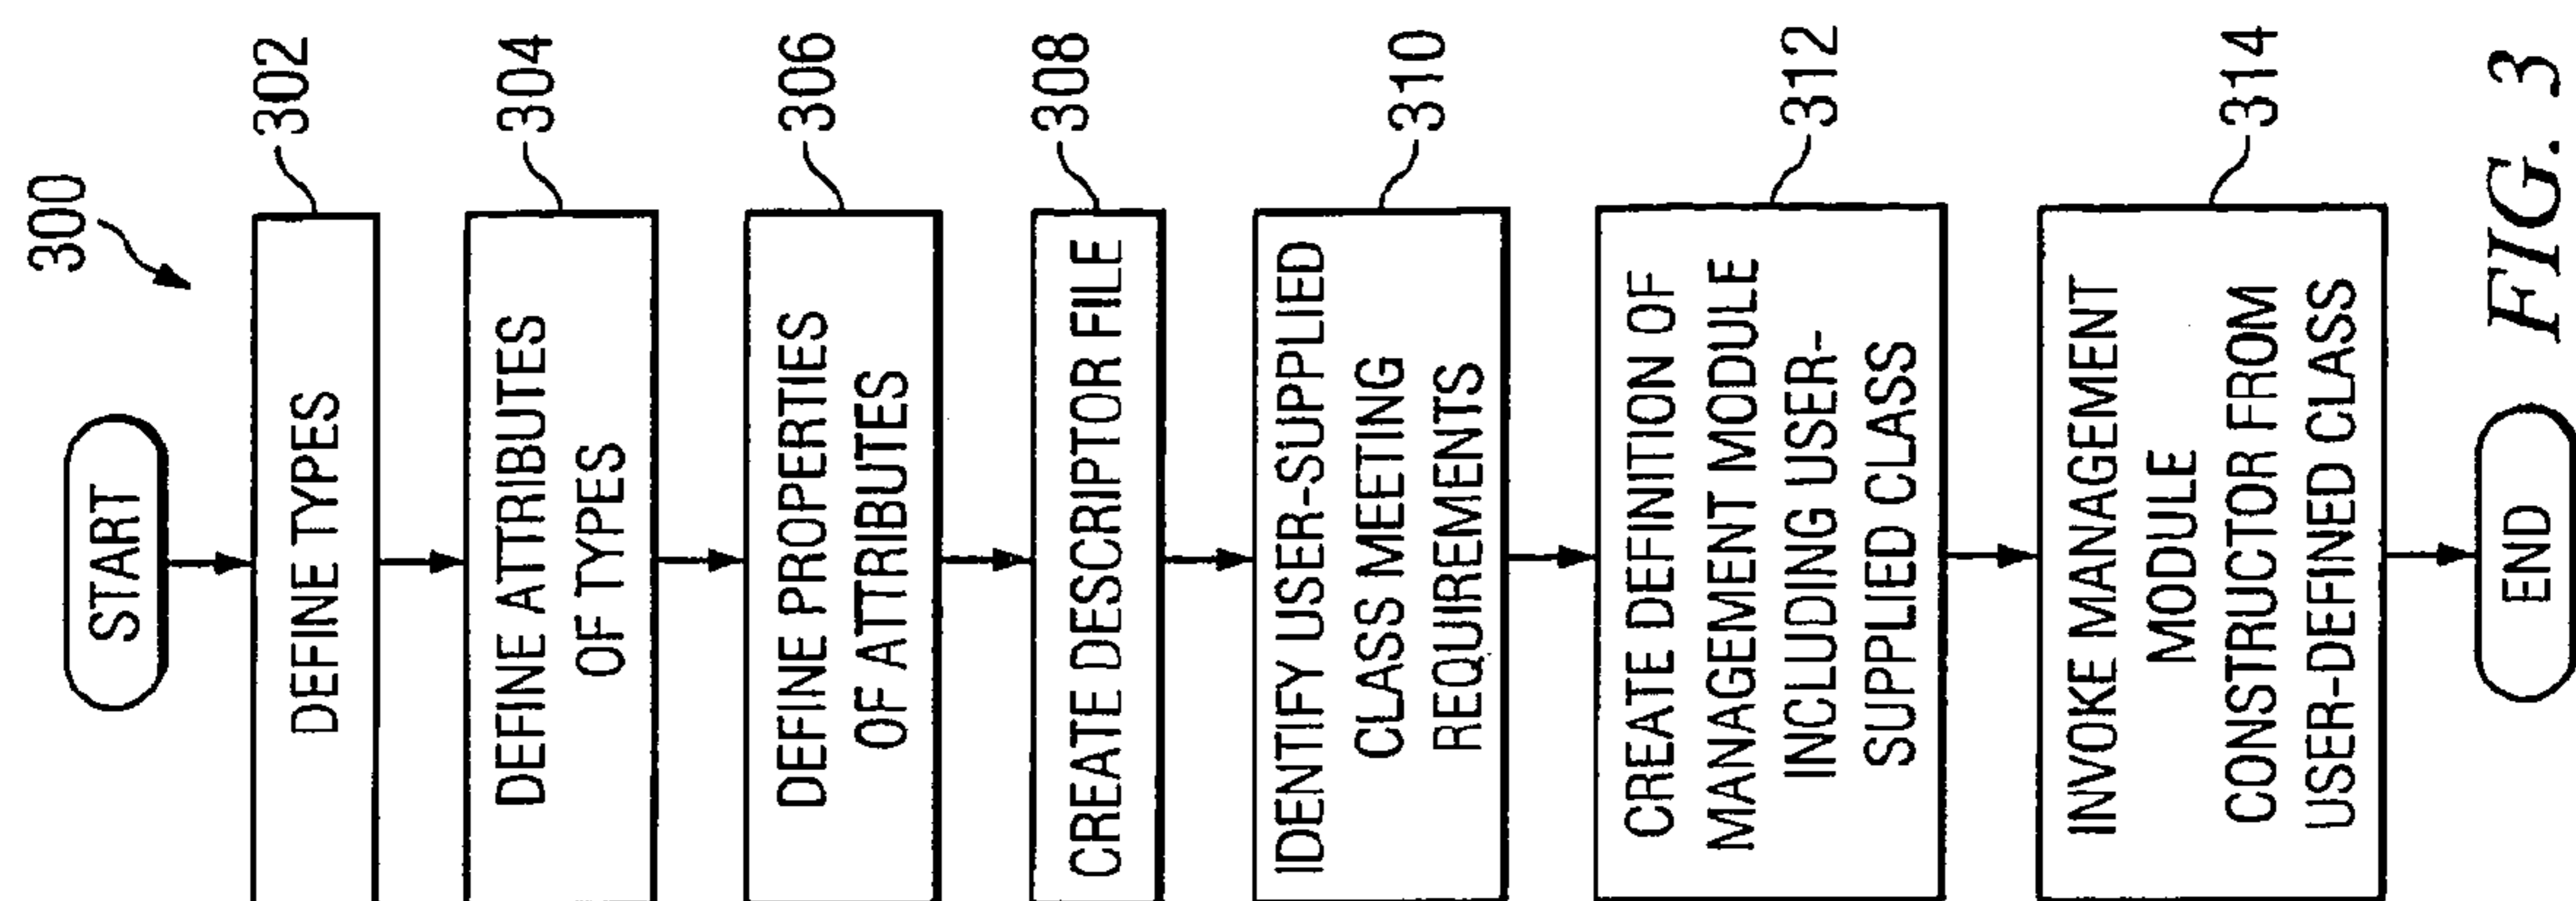 300
START
DEFINE TYPES
302
DEFINE ATTRIBUTES
OF TYPES
304
DEFINE PROPERTIES
OF ATTRIBUTES
306
CREATE DESCRIPTOR FILE
308
IDENTIFY USER-SUPPLIED
CLASS MEETING
REQUIREMENTS
310
CREATE DEFINITION OF
MANAGEMENT MODULE
INCLUDING USER-
SUPPLIED CLASS
312
INVOKE MANAGEMENT
MODULE
CONSTRUCTOR FROM
USER-DEFINED CLASS
314
END
FIG. 3